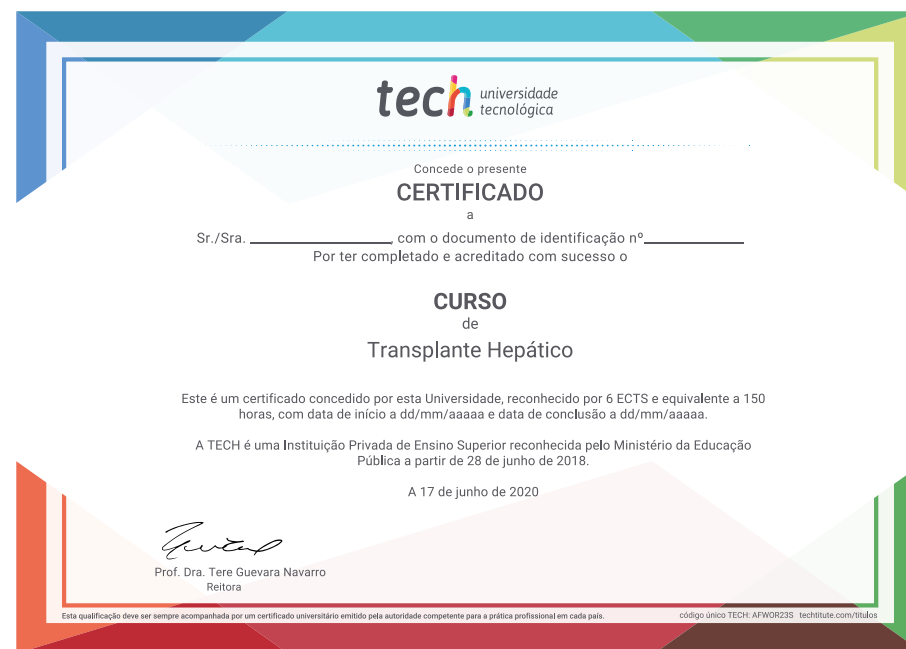 tech universidade
tecnológica
Concede o presente
CERTIFICADO
a
Sr./Sra. ____________________, com o documento de identificação nº______________
Por ter completado e acreditado com sucesso o
CURSO
de
Transplante Hepático
Este é um certificado concedido por esta Universidade, reconhecido por 6 ECTS e equivalente a 150
horas, com data de início a dd/mm/aaaaa e data de conclusão a dd/mm/aaaaa.
A TECH é uma Instituição Privada de Ensino Superior reconhecida pelo Ministério da Educação
Pública a partir de 28 de junho de 2018.
A 17 de junho de 2020
Prof. Dra. Tere Guevara Navarro
Reitora
Esta qualificação deve ser sempre acompanhada por um certificado universitário emitido pela autoridade competente para a prática profissional em cada país.
código único TECH: AFWOR23S techtitute.com/titulos